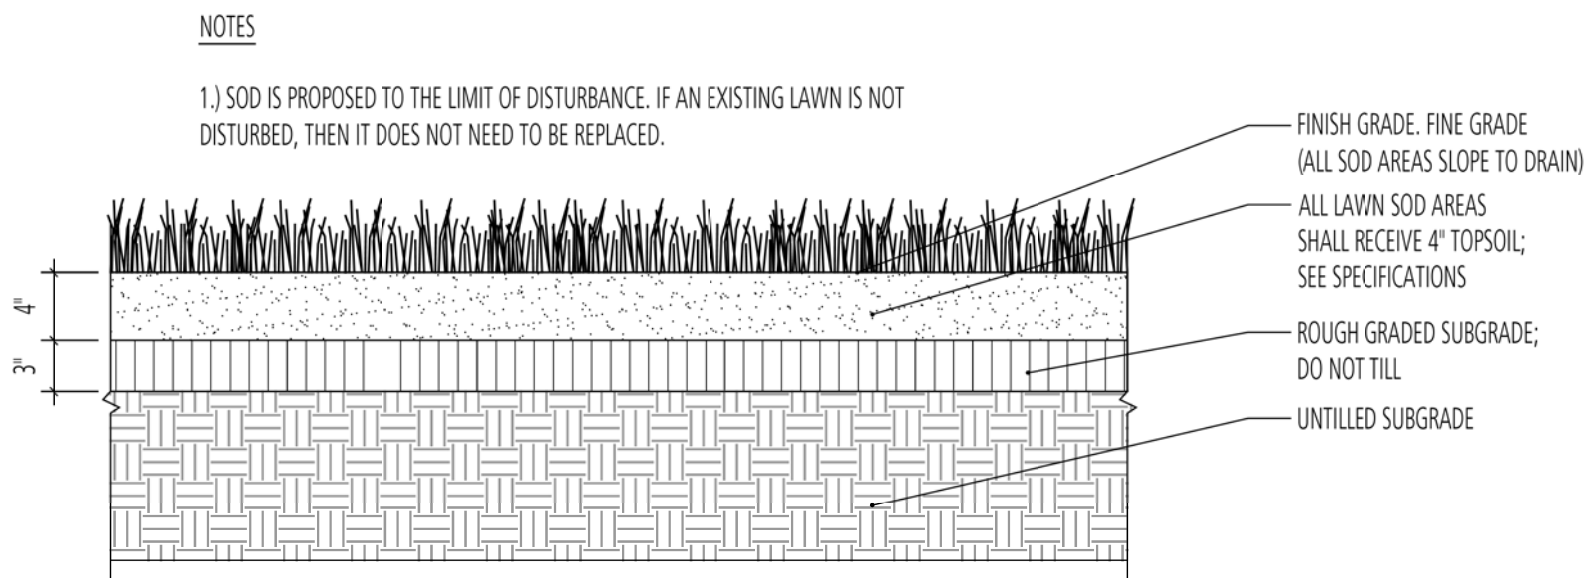 NOTES
1.) SOD IS PROPOSED TO THE LIMIT OF DISTURBANCE. IF AN EXISTING LAWN IS NOT
DISTURBED, THEN IT DOES NOT NEED TO BE REPLACED.
FINISH GRADE. FINE GRADE
(ALL SOD AREAS SLOPE TO DRAIN)
ALL LAWN SOD AREAS
SHALL RECEIVE 4" TOPSOIL;
SEE SPECIFICATIONS
4"
ROUGH GRADED SUBGRADE;
DO NOT TILL
3"
UNTILLED SUBGRADE